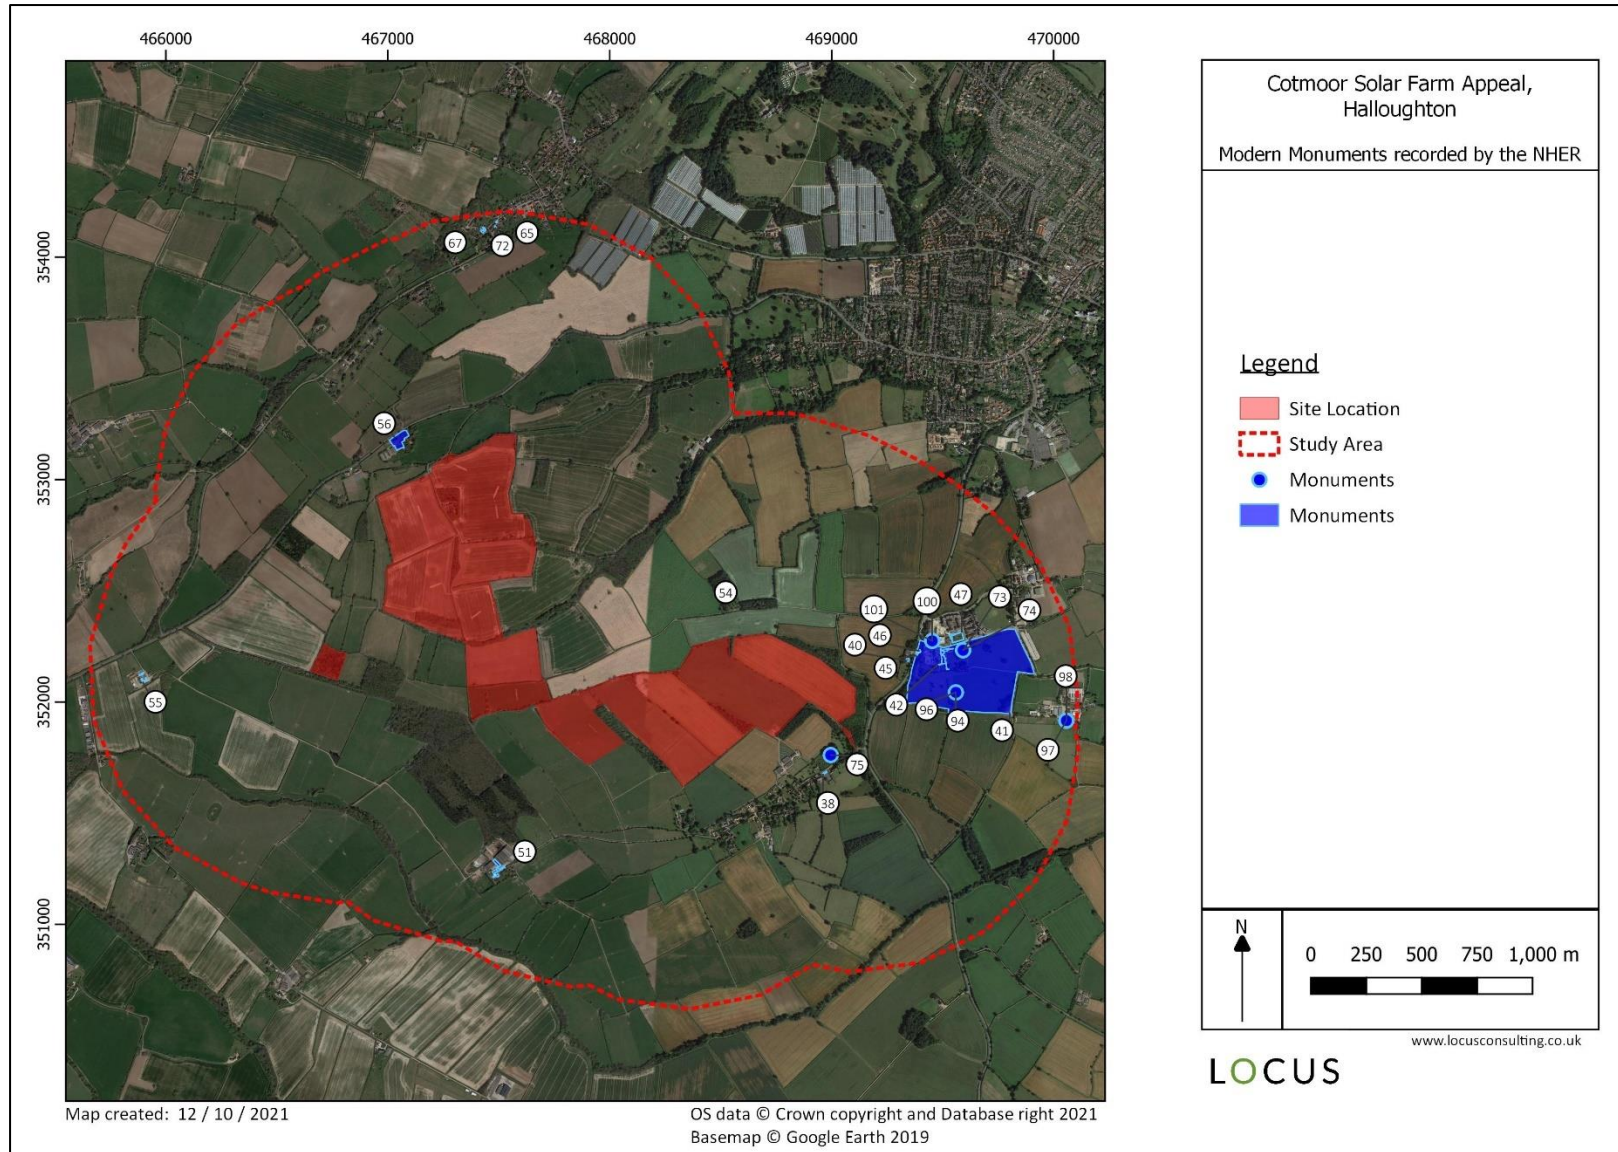 466000 467000 468000 469000 470000
354000
353000
352000
351000
67
72
65
56
54
101
100
47
73
74
40
46
45
42
96
94
41
98
97
55
75
38
51
Map created: 12 / 10 / 2021
OS data © Crown copyright and Database right 2021
Basemap © Google Earth 2019
Cotmoor Solar Farm Appeal,
Halloughton
Modern Monuments recorded by the NHER
Legend
Site Location
Study Area
Monuments
Monuments
N
0 250 500 750 1,000 m
www.locusconsulting.co.uk
LOCUS